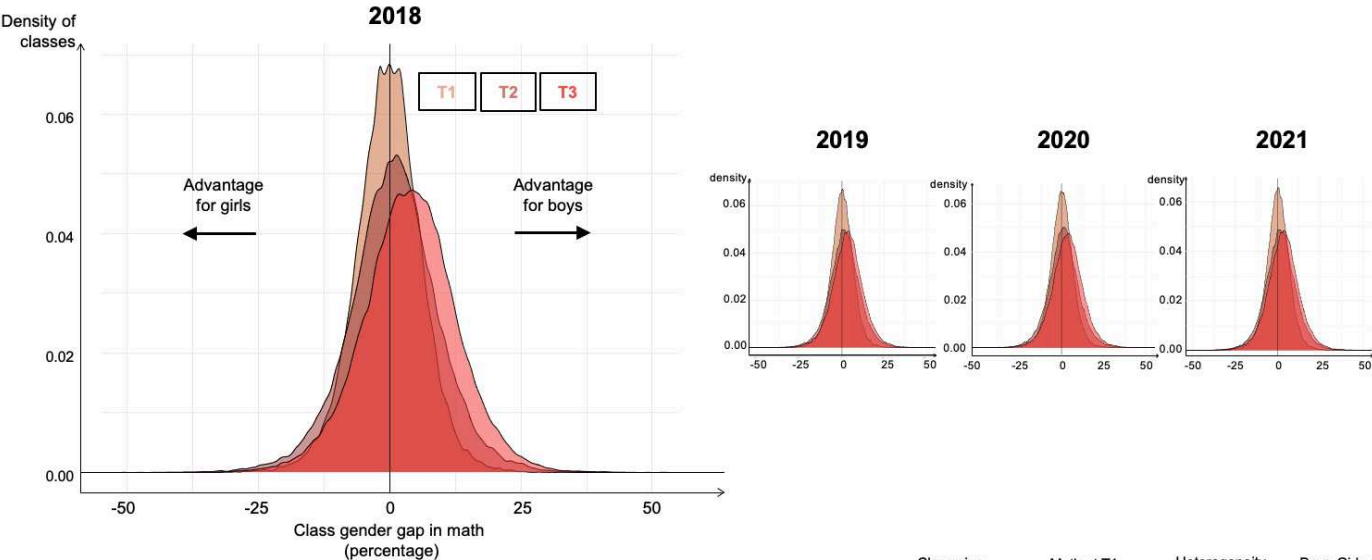 2018
Density of
classes
T1 T2 T3
0.06
Advantage
for girls
Advantage
for boys
0.04
0.02
0.00
-50 -25 0 25 50
Class gender gap in math
(percentage)
2019
density
0.06
0.04
0.02
0.00
-50 -25 0 25 50
2020
density
0.06
0.04
0.02
0.00
-50 -25 0 25 50
2021
density
0.06
0.04
0.02
0.00
-50 -25 0 25 50
Heterogeneity